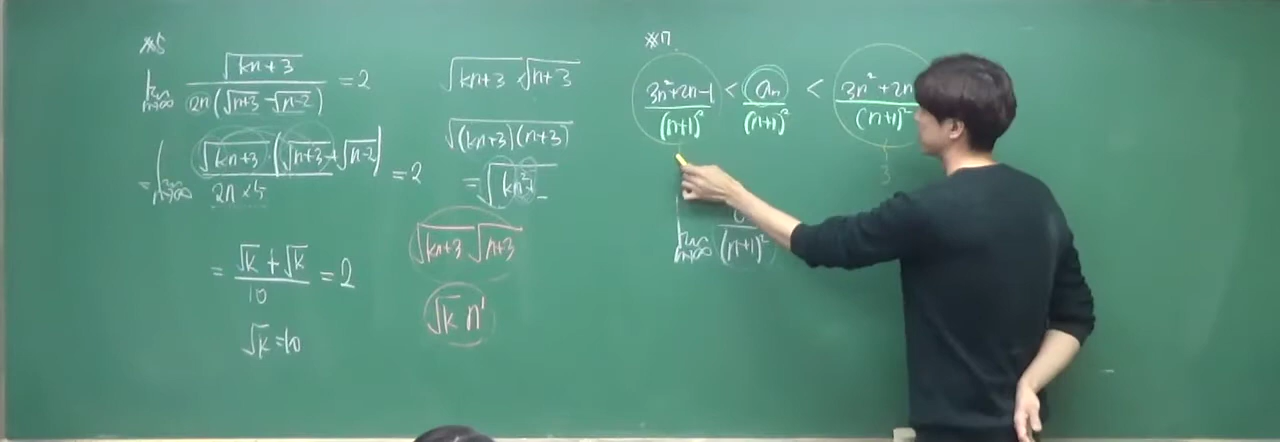 ※5
lim n→∞ √(kn+3) / 2n(√(n+3) - √(n-2)) = 2
= lim n→∞ √(kn+3) · (√(n+3) + √(n-2)) / 2n×5 = 2
= (√k + √k) / 10 = 2
√k = 10
√(kn+3) √(n+3)
√((kn+3)(n+3))
= √(kn²+
√(kn+3) √(n+3)
√k n¹
※17.
(3n²+2n-1) / (n+1)² < aₙ / (n+1)² < (3n²+2n / (n+1)²
3
lim n→∞ / (n+1)²